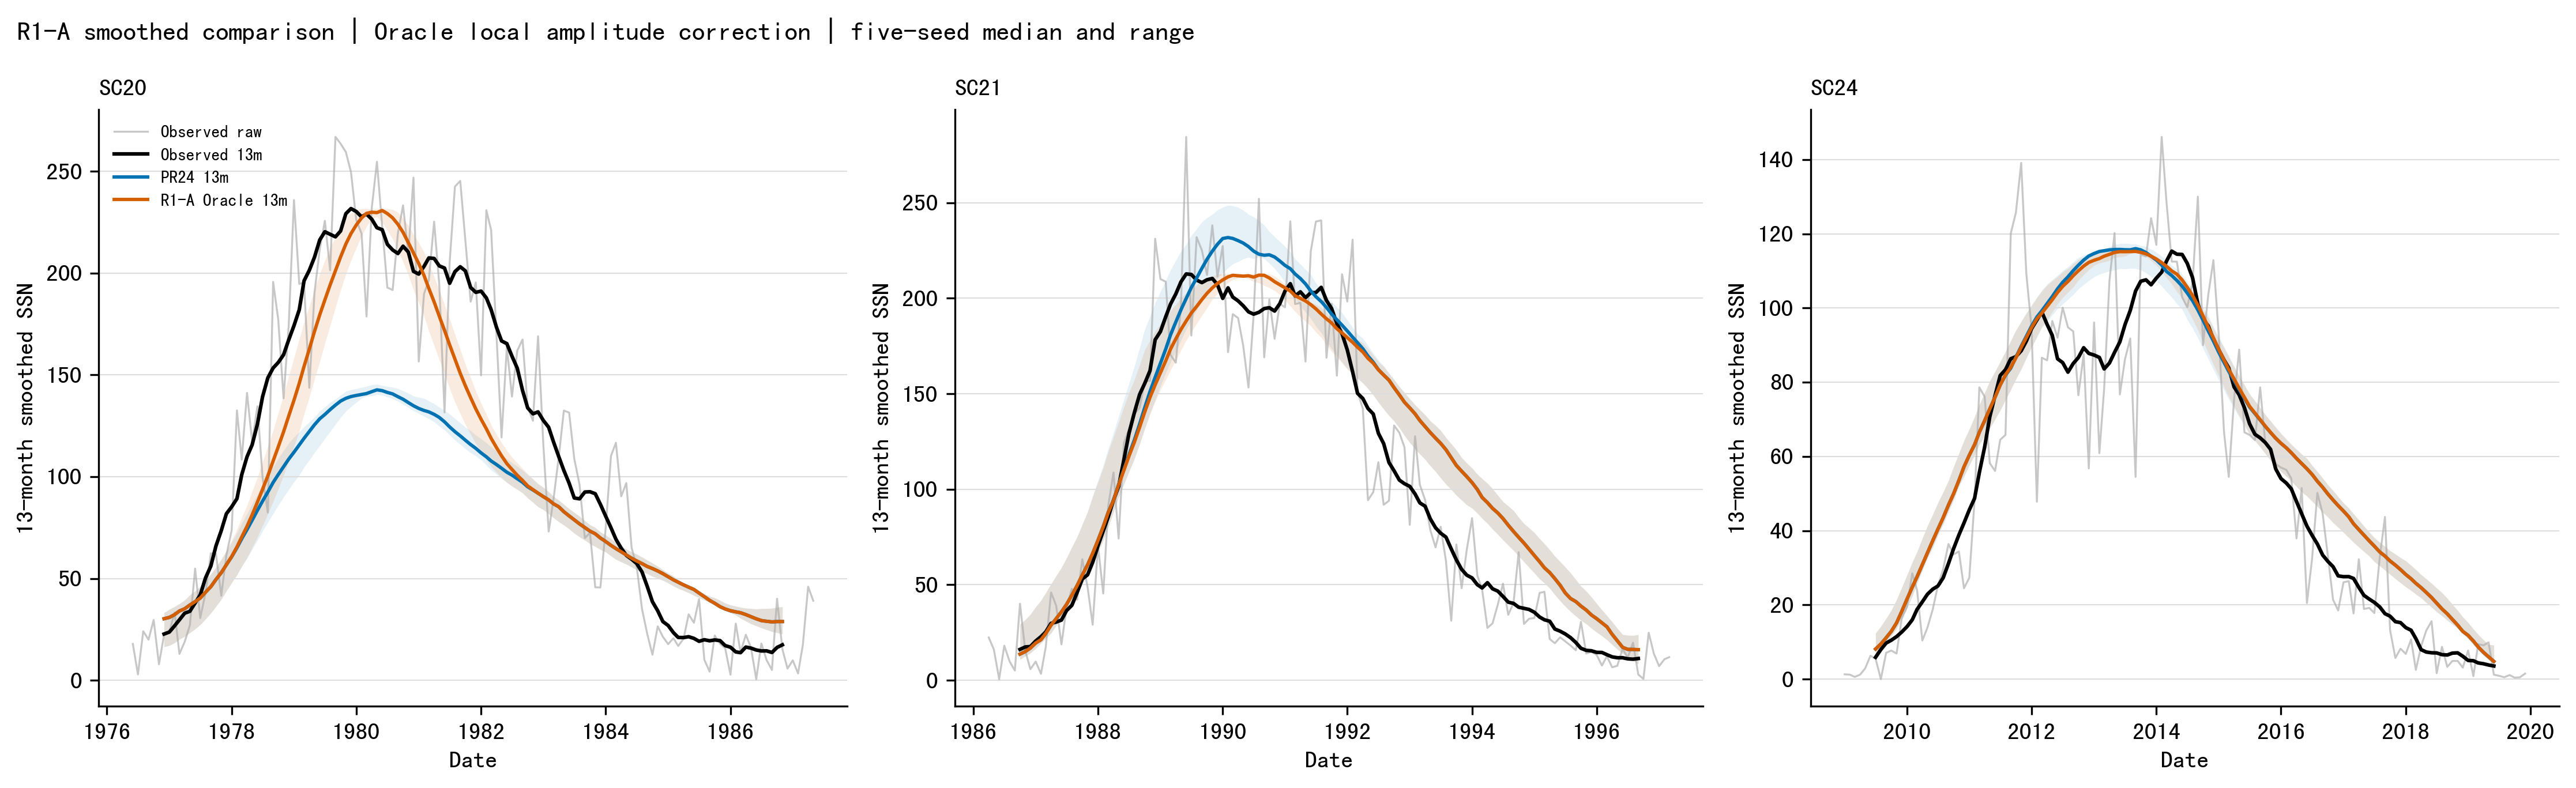 R1-A smoothed comparison | Oracle local amplitude correction | five-seed median and range
SC20
Observed raw
Observed 13m
PR24 13m
R1-A Oracle 13m
13-month smoothed SSN
250
200
150
100
50
0
1976 1978 1980 1982 1984 1986
Date
SC21
13-month smoothed SSN
250
200
150
100
50
0
1986 1988 1990 1992 1994 1996
Date
SC24
13-month smoothed SSN
140
120
100
80
60
40
20
0
2010 2012 2014 2016 2018 2020
Date